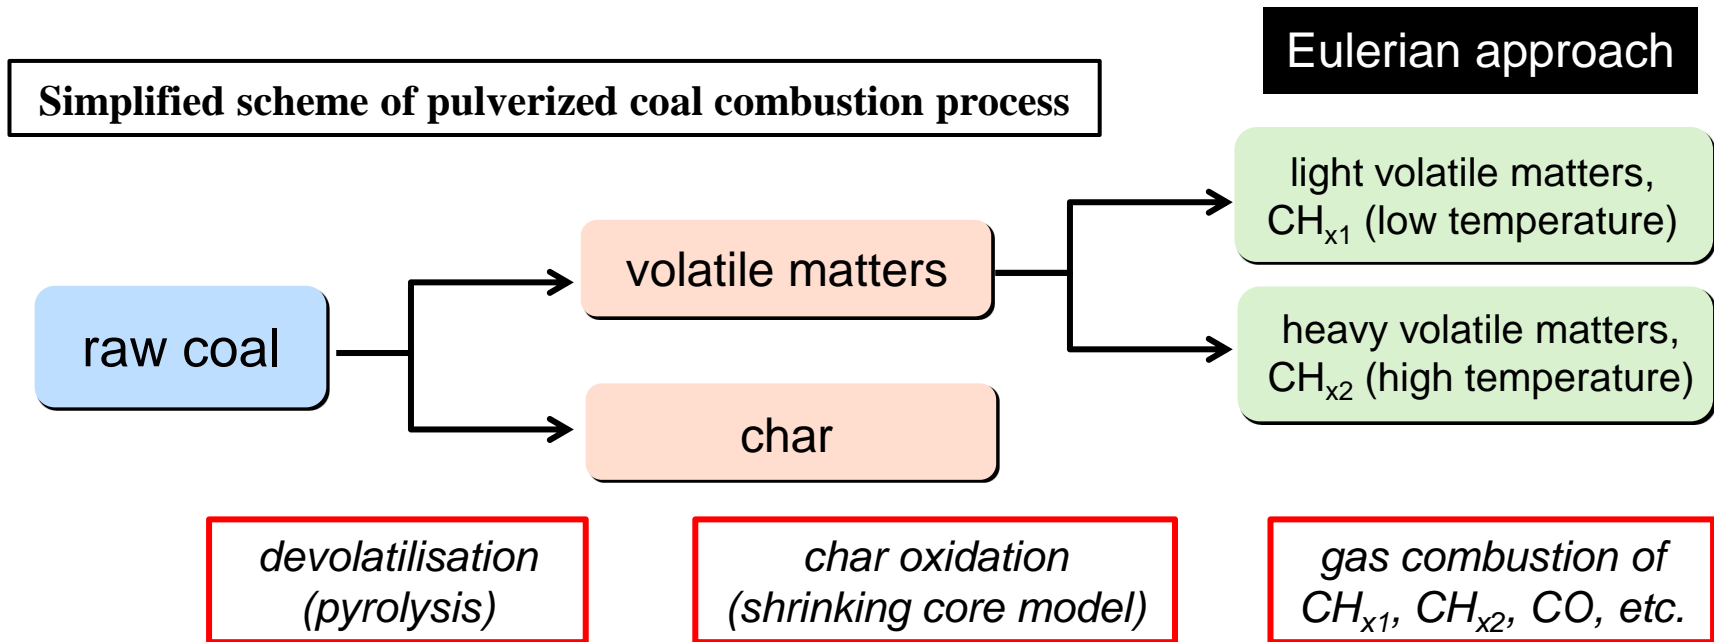 Eulerian approach
Simplified scheme of pulverized coal combustion process
light volatile matters,
CHx1 (low temperature)
volatile matters
raw coal
heavy volatile matters,
CHx2 (high temperature)
char
devolatilisation
(pyrolysis)
char oxidation
(shrinking core model)
gas combustion of
CHx1, CHx2, CO, etc.